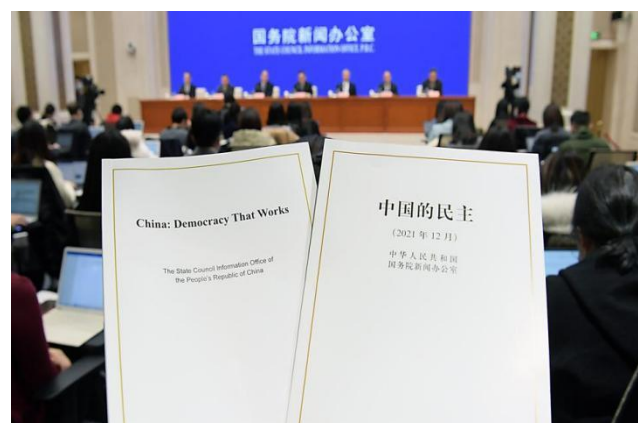 国务院新闻办公室
THE STATE COUNCIL INFORMATION OFFICE, P.R.C
China: Democracy That Works
The State Council Information Office of
the People's Republic of China
中国的民主
(2021 年 12 月)
中华人民共和国
国务院新闻办公室